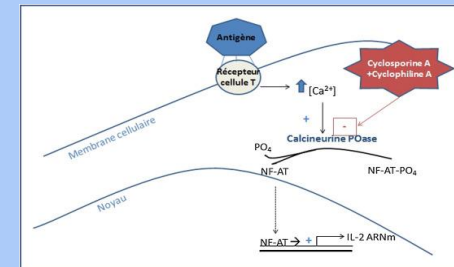 Antigène
Récepteur
cellule T
[Ca²⁺]
Cyclosporine A
+Cyclophiline A
+
-
Calcineurine POase
PO₄
NF-AT
NF-AT-PO₄
Membrane cellulaire
Noyau
NF-AT → + IL-2 ARNm